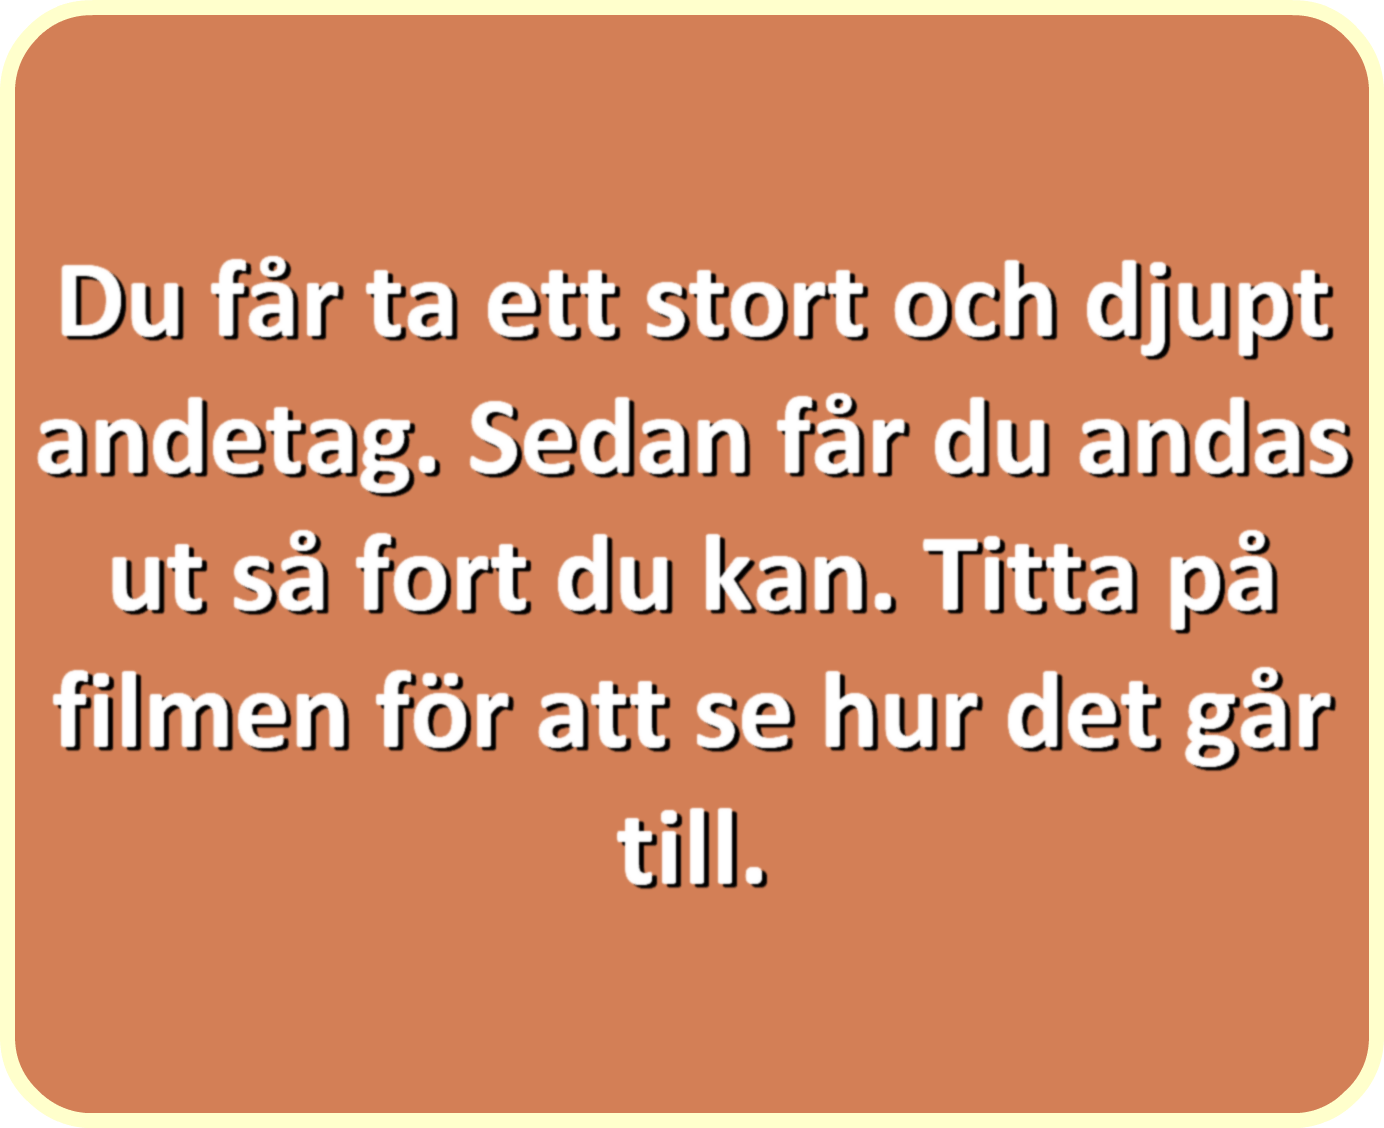 Du får ta ett stort och djupt
andetag. Sedan får du andas
ut så fort du kan. Titta på
filmen för att se hur det går
till.